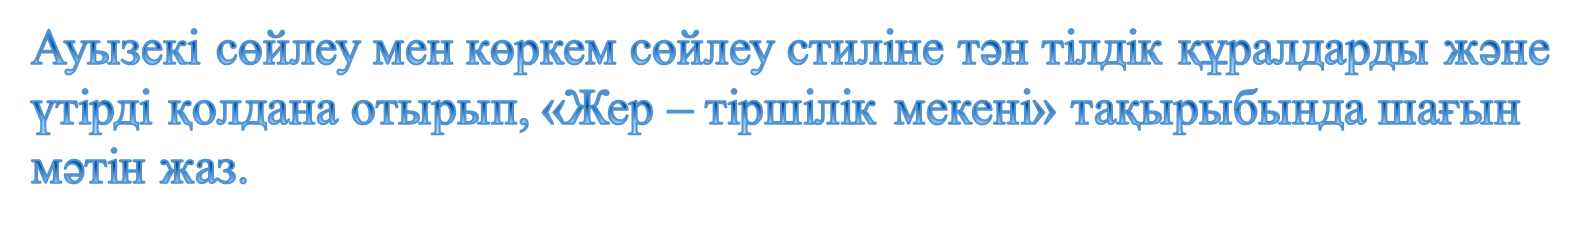 Ауызекі сөйлеу мен көркем сөйлеу стиліне тән тілдік құралдарды және
үтірді қолдана отырып, «Жер – тіршілік мекені» тақырыбында шағын
мәтін жаз.